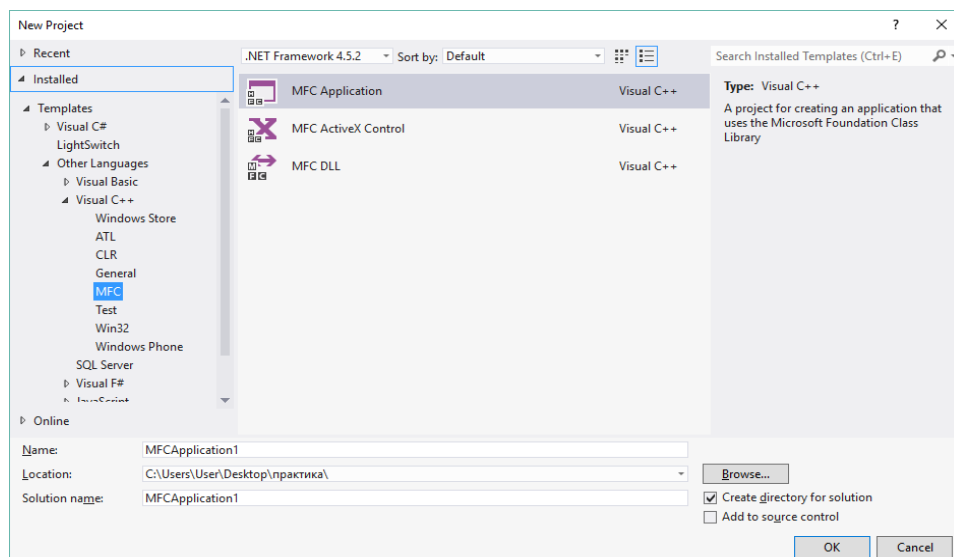 New Project
? ×
Recent
.NET Framework 4.5.2 Sort by: Default
Search Installed Templates (Ctrl+E)
Installed
Templates
Visual C#
LightSwitch
Other Languages
Visual Basic
Visual C++
Windows Store
ATL
CLR
General
MFC
Test
Win32
Windows Phone
SQL Server
Visual F#
JavaScript
Online
MFC Application Visual C++
MFC ActiveX Control Visual C++
MFC DLL Visual C++
Type: Visual C++
A project for creating an application that
uses the Microsoft Foundation Class
Library
Name: MFCApplication1
Location: C:\Users\User\Desktop\практика\
Browse...
Solution name: MFCApplication1
Create directory for solution
Add to source control
OK Cancel